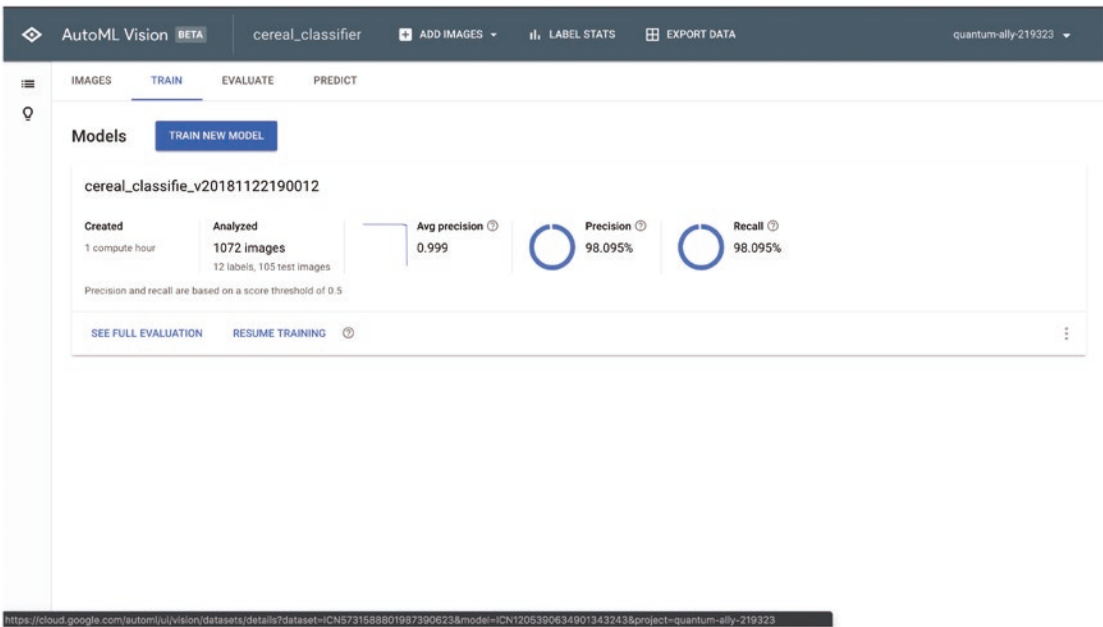 AutoML Vision BETA cereal_classifier ADD IMAGES LABEL STATS EXPORT DATA quantum-ally-219323
IMAGES TRAIN EVALUATE PREDICT
Models TRAIN NEW MODEL
cereal_classifie_v20181122190012
Created Analyzed Avg precision Precision Recall
1 compute hour 1072 images 0.999 98.095% 98.095%
12 labels, 105 test images
Precision and recall are based on a score threshold of 0.5
SEE FULL EVALUATION RESUME TRAINING
https://cloud.google.com/automl/ui/vision/datasets/details?dataset=ICN5731588801987390623&model=ICN1205390634901343243&project=quantum-ally-219323